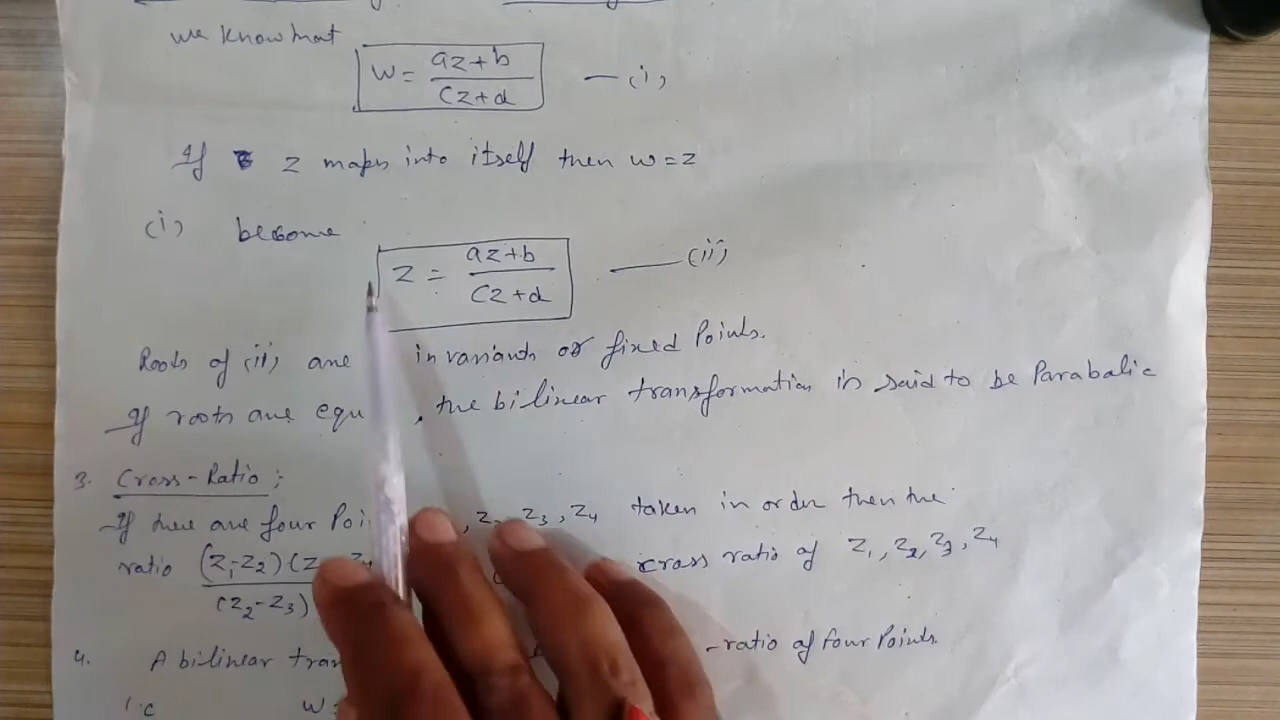 we know that
w = az+b / cz+d — (i)
If z maps into itself then w = z
(i) become
z = az+b / cz+d — (ii)
Roots of (ii) are invariants or fixed Points.
If roots are equ , the bilinear transformation is said to be Parabalic
3. Cross-Ratio ;
If there are four Poi , z3, z4 taken in order then the
ratio (z1-z2)(z cross ratio of z1, z2, z3, z4
(z2-z3)
4. A bilinear tran -ratio of four Points.
i.e w =